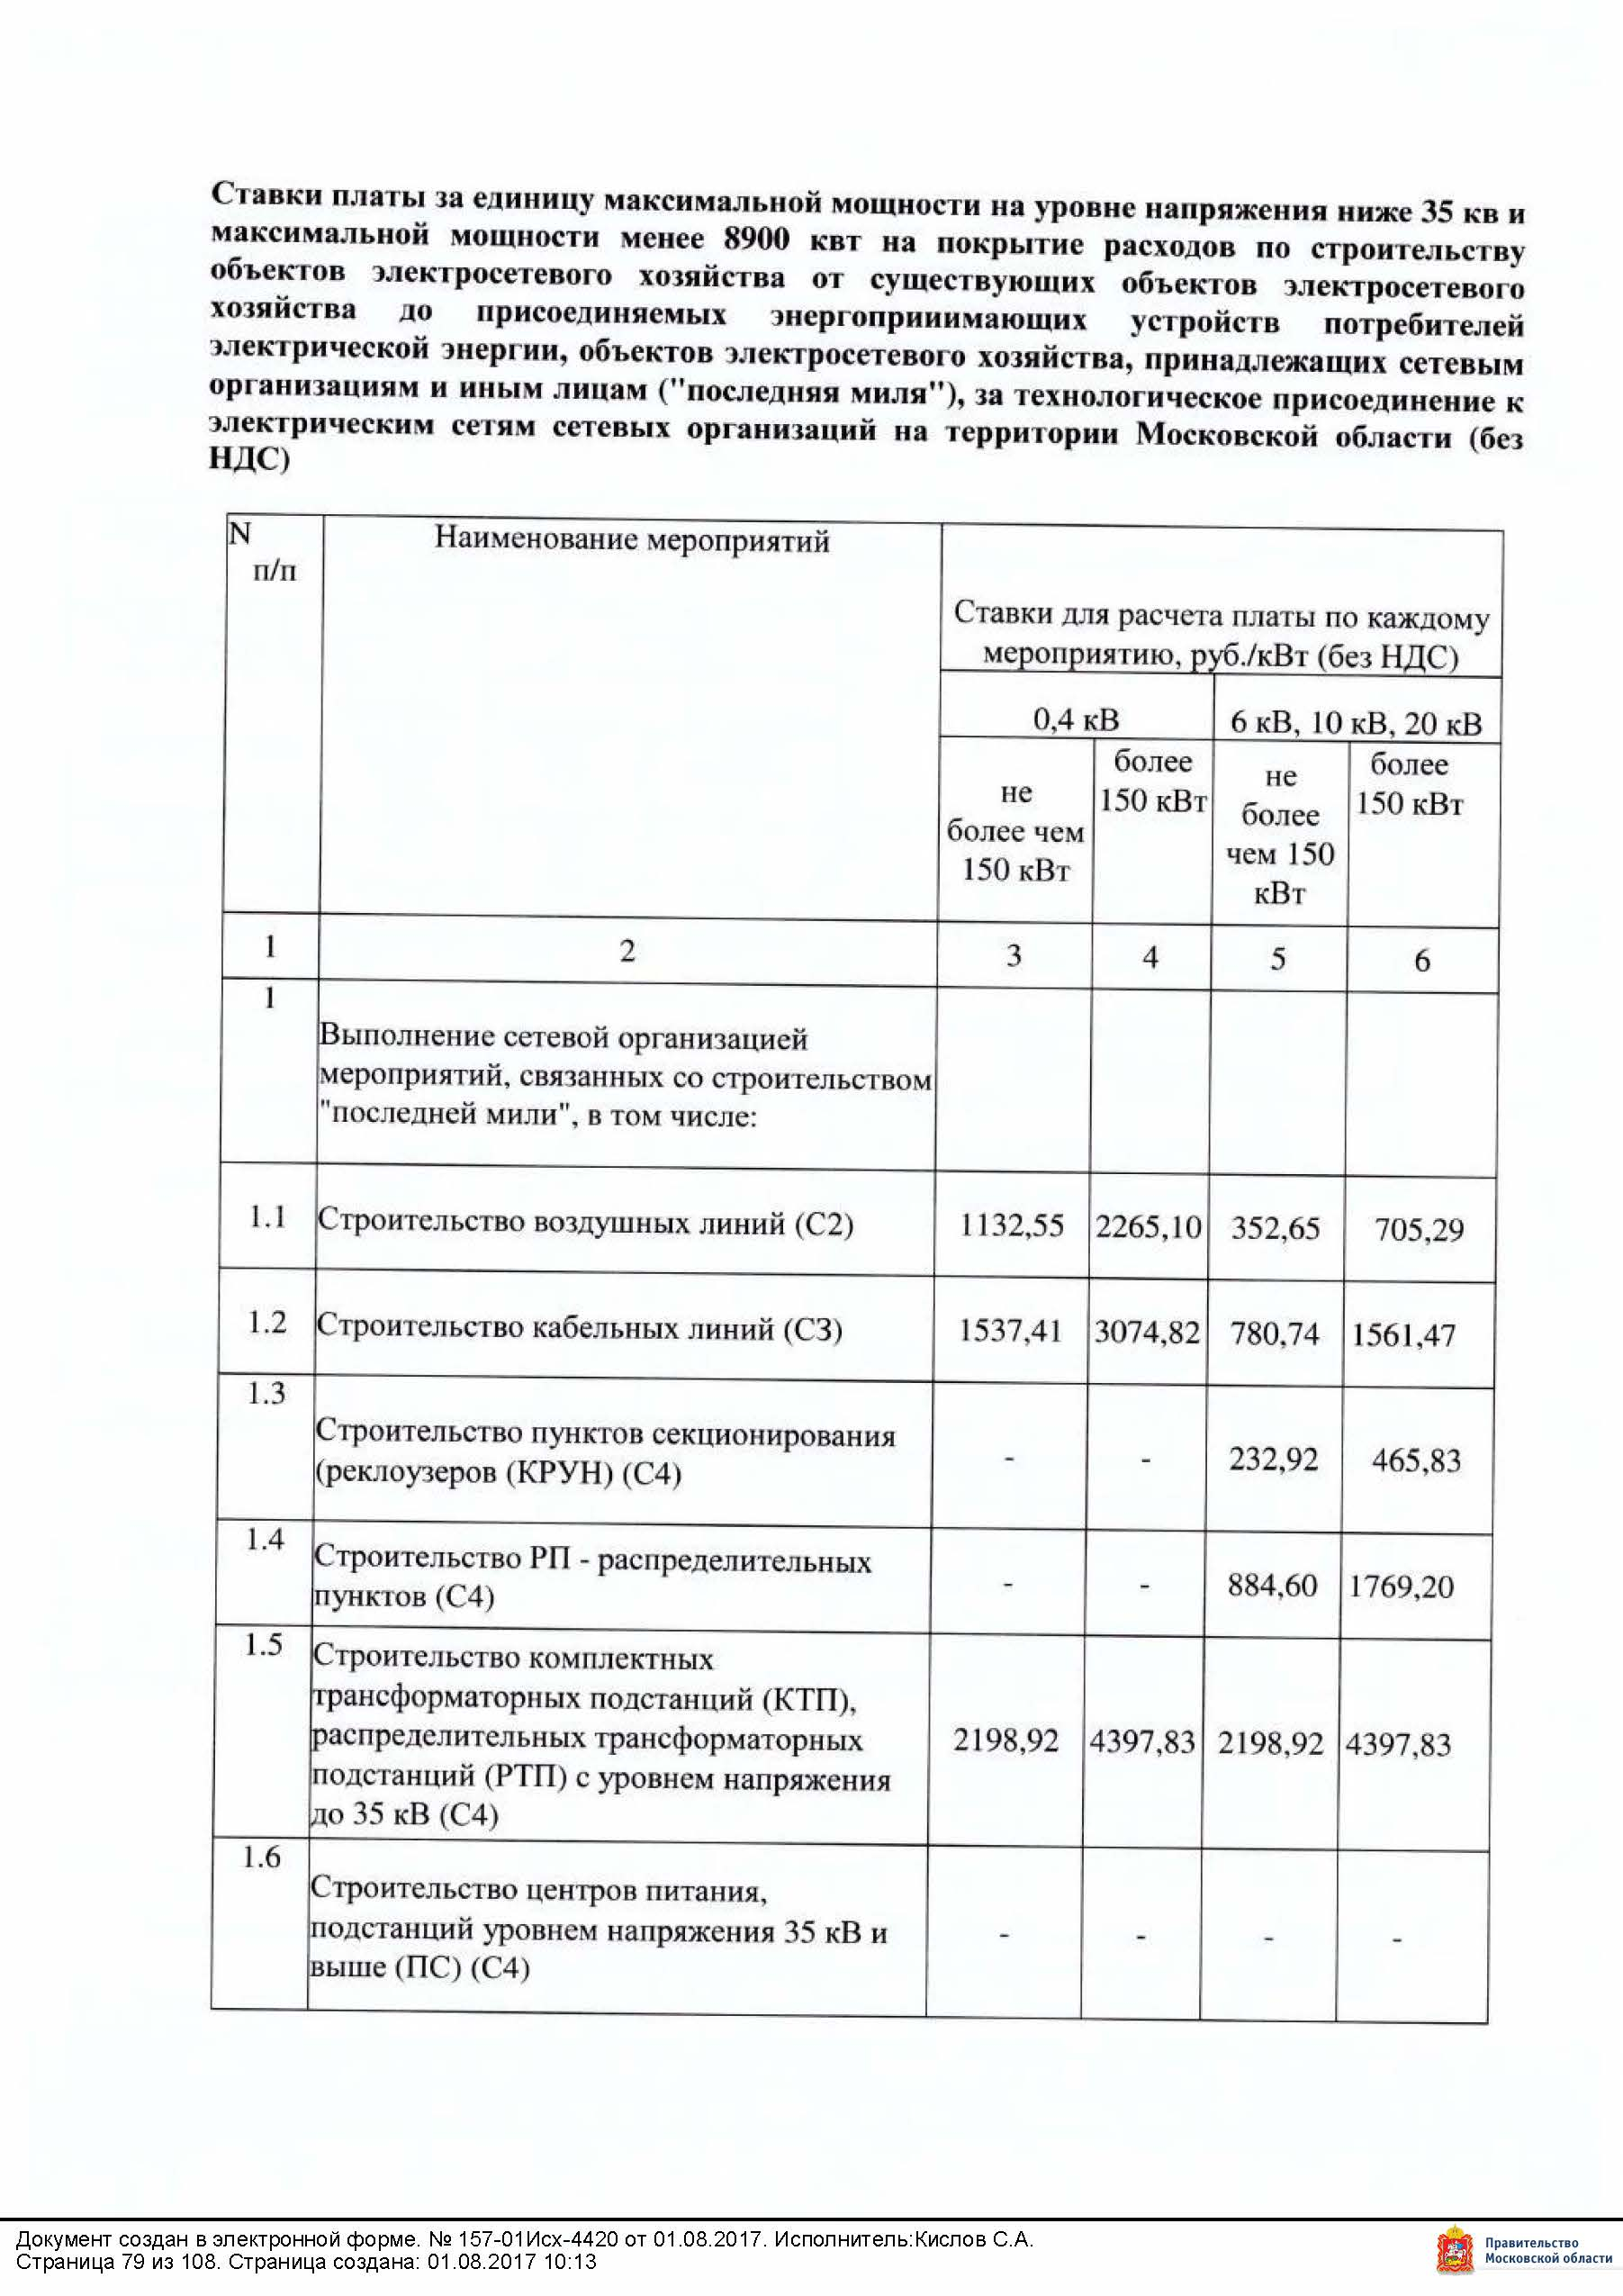 Ставки платы за единицу максимальной мощности на уровне напряжения ниже 35 кв и
максимальной мощности менее 8900 квт на покрытие расходов по строительству
объектов электросетевого хозяйства от существующих объектов электросетевого
хозяйства до присоединяемых энергоприиимающих устройств потребителей
электрической энергии, объектов электросетевого хозяйства, принадлежащих сетевым
организациям и иным лицам ("последняя миля"), за технологическое присоединение к
электрическим сетям сетевых организаций на территории Московской области (без
НДС)
N
п/п
Наименование мероприятий
Ставки для расчета платы по каждому
мероприятию, руб./кВт (без НДС)
0,4 кВ
6 кВ, 10 кВ, 20 кВ
не
более чем
150 кВт
более
150 кВт
не
более
чем 150
кВт
более
150 кВт
1 2 3 4 5 6
1
Выполнение сетевой организацией
мероприятий, связанных со строительством
"последней мили", в том числе:
1.1 Строительство воздушных линий (С2) 1132,55 2265,10 352,65 705,29
1.2 Строительство кабельных линий (С3) 1537,41 3074,82 780,74 1561,47
1.3
Строительство пунктов секционирования
(реклоузеров (КРУН) (С4)
- - 232,92 465,83
1.4
Строительство РП - распределительных
пунктов (С4)
- - 884,60 1769,20
1.5
Строительство комплектных
трансформаторных подстанций (КТП),
распределительных трансформаторных
подстанций (РТП) с уровнем напряжения
до 35 кВ (С4)
2198,92 4397,83 2198,92 4397,83
1.6
Строительство центров питания,
подстанций уровнем напряжения 35 кВ и
выше (ПС) (С4)
- - - -
Документ создан в электронной форме. № 157-01Исх-4420 от 01.08.2017. Исполнитель:Кислов С.А.
Страница 79 из 108. Страница создана: 01.08.2017 10:13
Правительство
Московской области